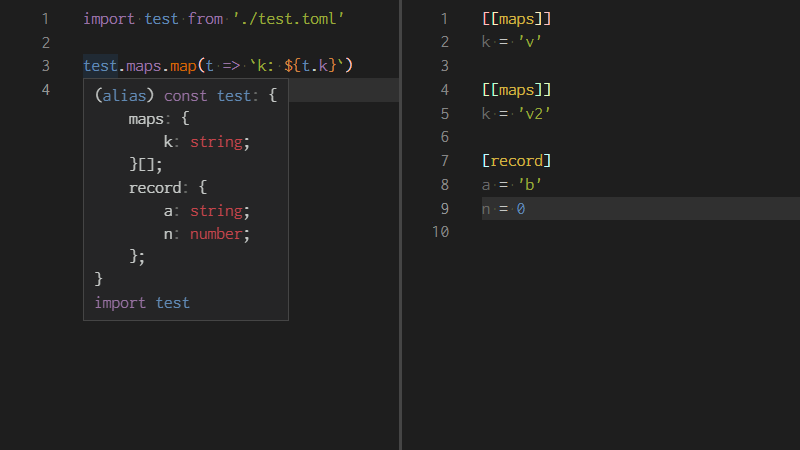 1 import test from './test.toml'
2
3 test.maps.map(t => `k: ${t.k}`)
4
(alias) const test: {
    maps: {
        k: string;
    }[];
    record: {
        a: string;
        n: number;
    };
}
import test
1 [[maps]]
2 k = 'v'
3
4 [[maps]]
5 k = 'v2'
6
7 [record]
8 a = 'b'
9 n = 0
10